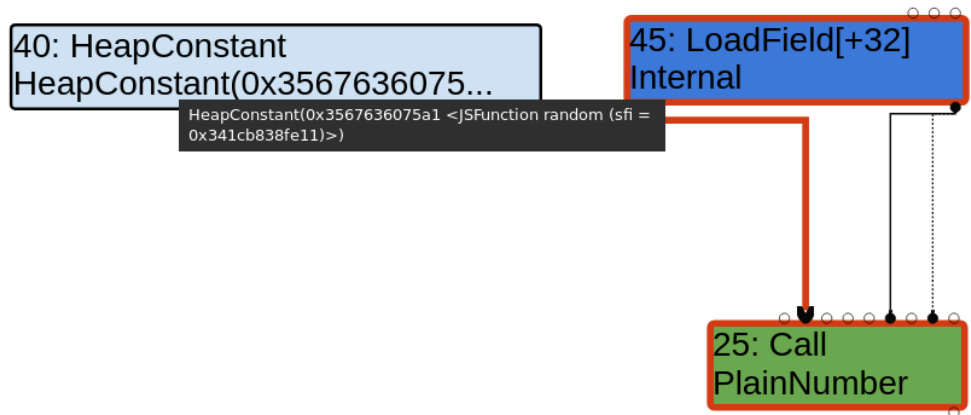 40: HeapConstant
HeapConstant(0x3567636075...
45: LoadField[+32]
Internal
HeapConstant(0x3567636075a1 <JSFunction random (sfi =
0x341cb838fe11)>)
25: Call
PlainNumber